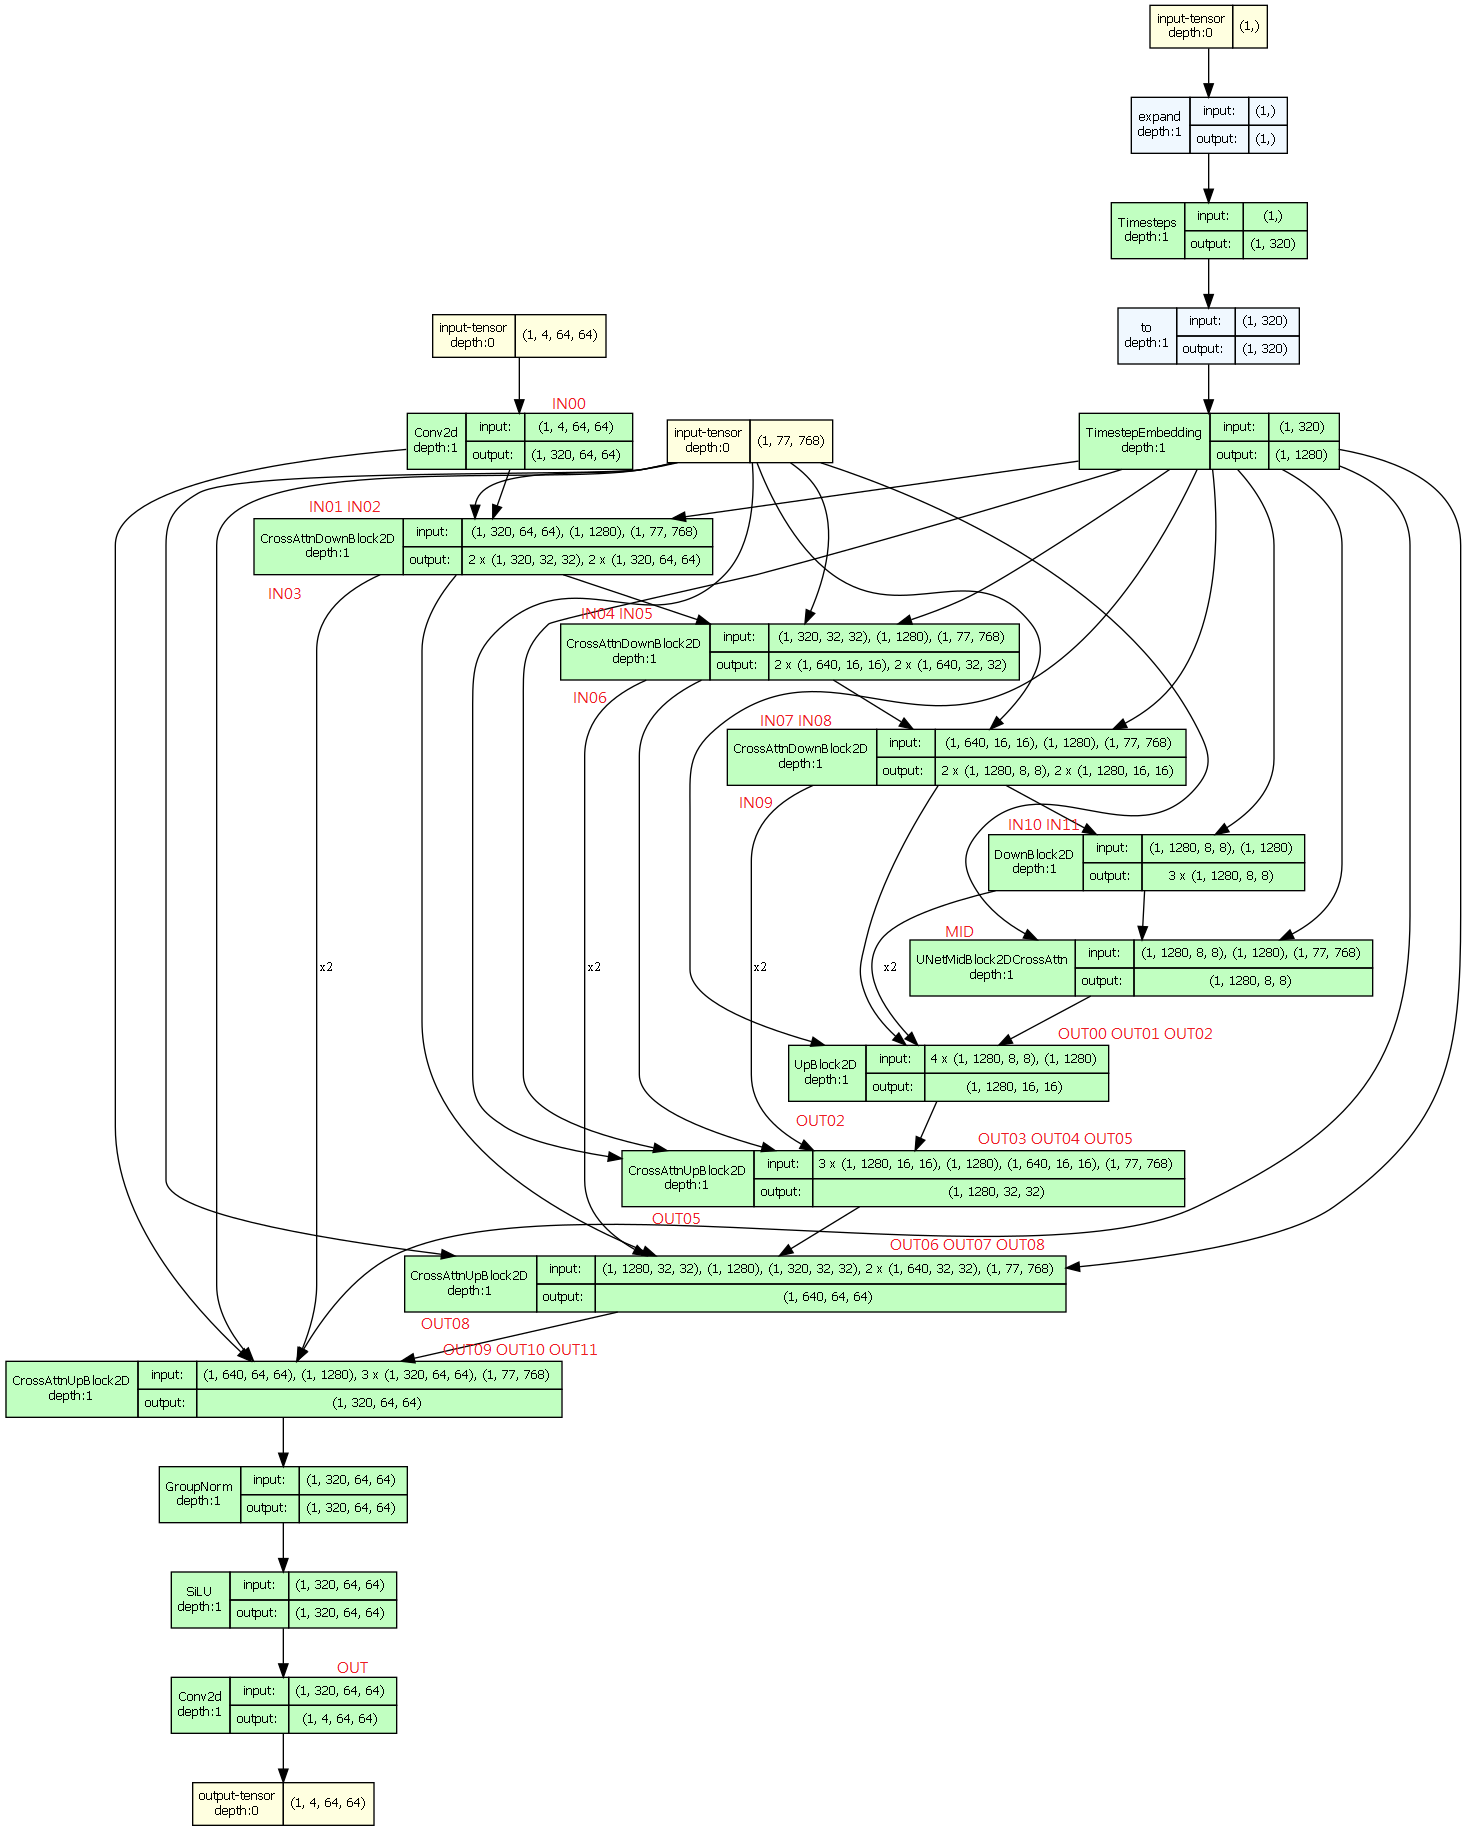 input-tensor
depth:0
(1,)
expand
depth:1
input:
(1,)
output:
(1,)
Timesteps
depth:1
input:
(1,)
output:
(1, 320)
input-tensor
depth:0
(1, 4, 64, 64)
to
depth:1
input:
(1, 320)
output:
(1, 320)
IN00
Conv2d
depth:1
input:
(1, 4, 64, 64)
output:
(1, 320, 64, 64)
input-tensor
depth:0
(1, 77, 768)
TimestepEmbedding
depth:1
input:
(1, 320)
output:
(1, 1280)
IN01 IN02
CrossAttnDownBlock2D
depth:1
input:
(1, 320, 64, 64), (1, 1280), (1, 77, 768)
output:
2 x (1, 320, 32, 32), 2 x (1, 320, 64, 64)
IN03
IN04 IN05
CrossAttnDownBlock2D
depth:1
input:
(1, 320, 32, 32), (1, 1280), (1, 77, 768)
output:
2 x (1, 640, 16, 16), 2 x (1, 640, 32, 32)
IN06
IN07 IN08
CrossAttnDownBlock2D
depth:1
input:
(1, 640, 16, 16), (1, 1280), (1, 77, 768)
output:
2 x (1, 1280, 8, 8), 2 x (1, 1280, 16, 16)
IN09
IN10 IN11
DownBlock2D
depth:1
input:
(1, 1280, 8, 8), (1, 1280)
output:
3 x (1, 1280, 8, 8)
MID
UNetMidBlock2DCrossAttn
depth:1
input:
(1, 1280, 8, 8), (1, 1280), (1, 77, 768)
output:
(1, 1280, 8, 8)
x2
x2
x2
x2
OUT00 OUT01 OUT02
UpBlock2D
depth:1
input:
4 x (1, 1280, 8, 8), (1, 1280)
output:
(1, 1280, 16, 16)
OUT02
OUT03 OUT04 OUT05
CrossAttnUpBlock2D
depth:1
input:
3 x (1, 1280, 16, 16), (1, 1280), (1, 640, 16, 16), (1, 77, 768)
output:
(1, 1280, 32, 32)
OUT05
OUT06 OUT07 OUT08
CrossAttnUpBlock2D
depth:1
input:
(1, 1280, 32, 32), (1, 1280), (1, 320, 32, 32), 2 x (1, 640, 32, 32), (1, 77, 768)
output:
(1, 640, 64, 64)
OUT08
OUT09 OUT10 OUT11
CrossAttnUpBlock2D
depth:1
input:
(1, 640, 64, 64), (1, 1280), 3 x (1, 320, 64, 64), (1, 77, 768)
output:
(1, 320, 64, 64)
GroupNorm
depth:1
input:
(1, 320, 64, 64)
output:
(1, 320, 64, 64)
SiLU
depth:1
input:
(1, 320, 64, 64)
output:
(1, 320, 64, 64)
OUT
Conv2d
depth:1
input:
(1, 320, 64, 64)
output:
(1, 4, 64, 64)
output-tensor
depth:0
(1, 4, 64, 64)